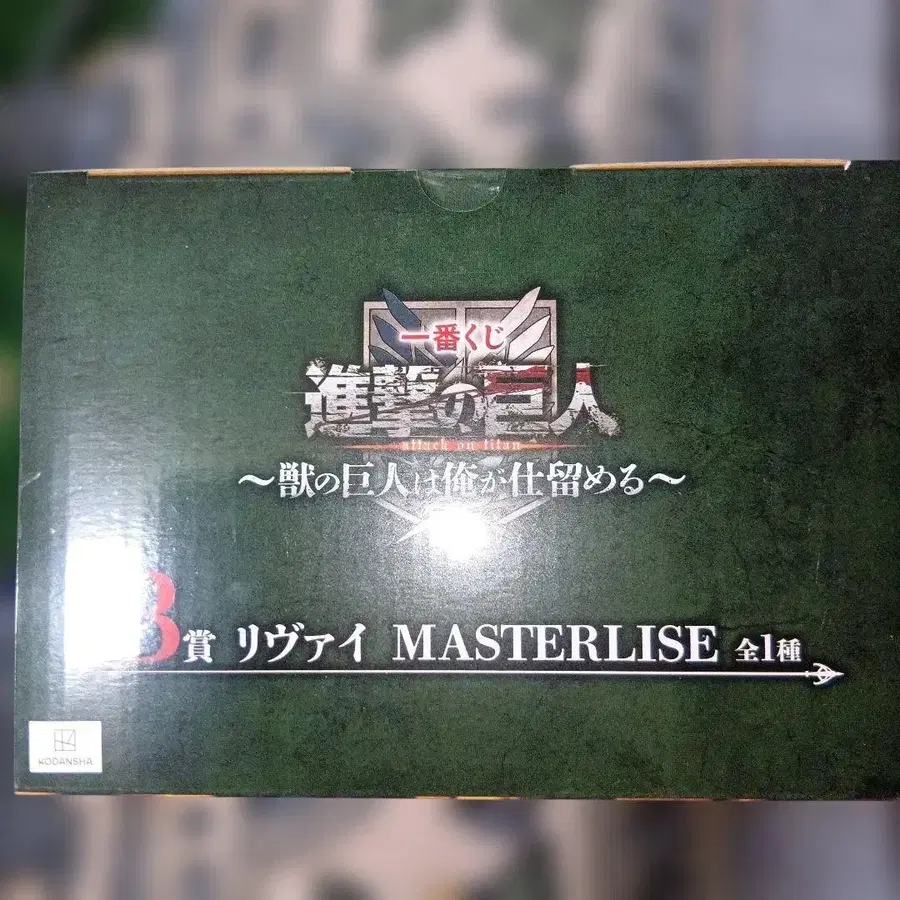 一番くじ
進撃の巨人
attack on titan
〜獣の巨人は俺が仕留める〜
B賞 リヴァイ MASTERLISE 全1種
KODANSHA